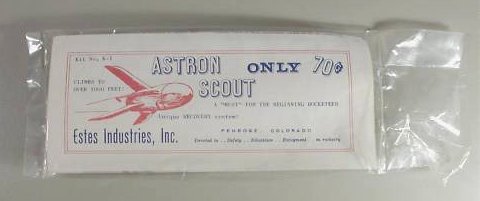 Kit No. K-1
ASTRON ONLY 70¢
SCOUT
CLIMBS TO
OVER 1000 FEET!
A "MUST" FOR THE BEGINNING ROCKETEER
Unique RECOVERY system!
Estes Industries, Inc.
PENROSE, COLORADO
Devoted to . . Safety . . Education . . Enjoyment . . in rocketry